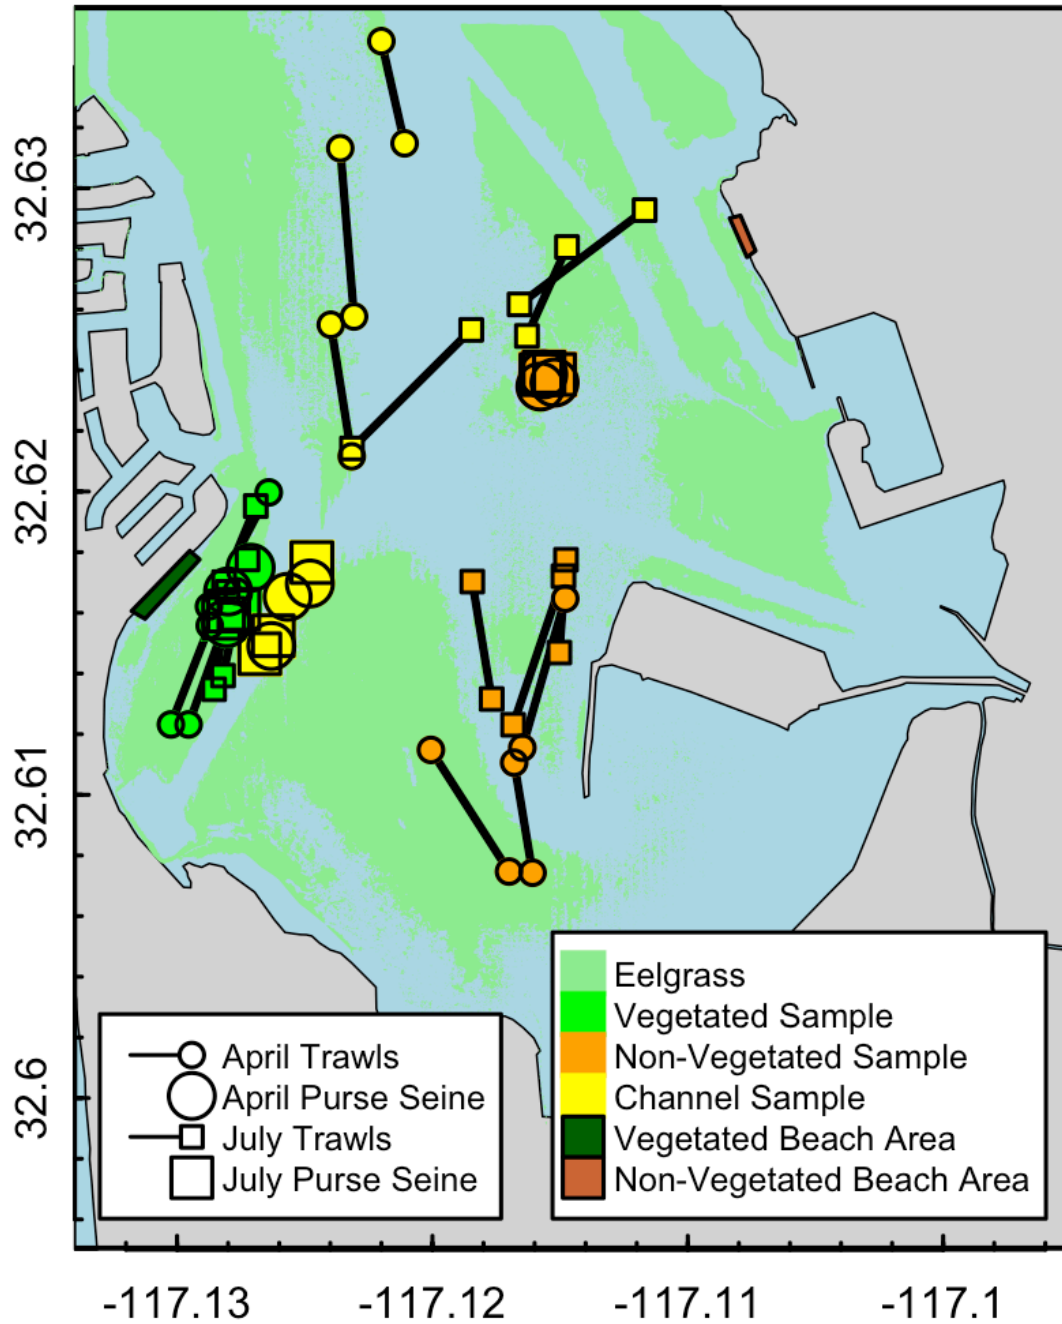 32.63
32.62
32.61
32.6
Eelgrass
Vegetated Sample
Non-Vegetated Sample
Channel Sample
Vegetated Beach Area
Non-Vegetated Beach Area
April Trawls
April Purse Seine
July Trawls
July Purse Seine
-117.13 -117.12 -117.11 -117.1